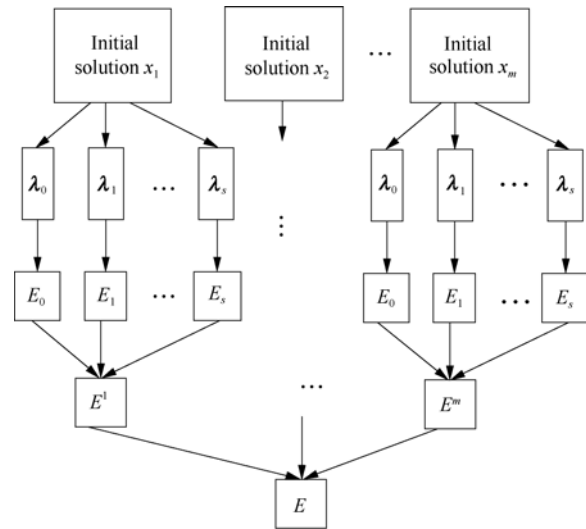 Initial
solution x₁
Initial
solution x₂
...
Initial
solution xₘ
λ₀ λ₁ ... λₛ
⋮
λ₀ λ₁ ... λₛ
E₀ E₁ ... Eₛ
E₀ E₁ ... Eₛ
E¹ ... Eᵐ
E